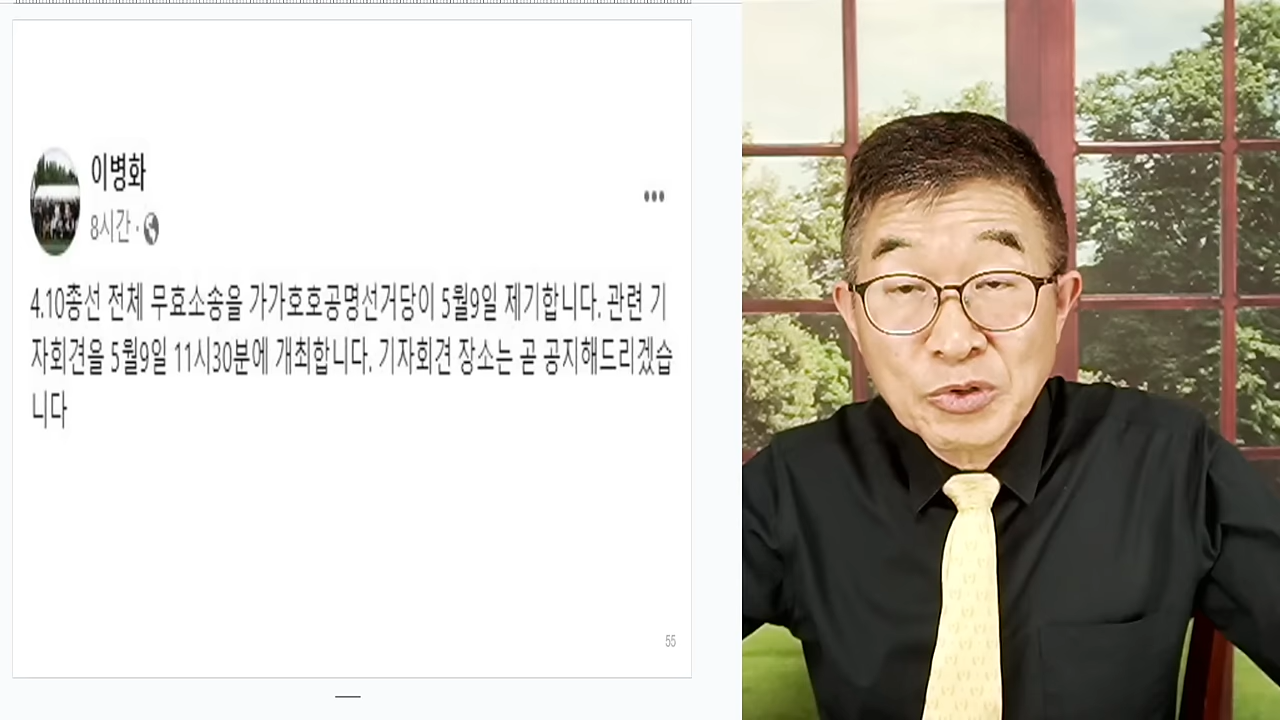 이병화
8시간 ·
4.10총선 전체 무효소송을 가가호호공명선거당이 5월9일 제기합니다. 관련 기
자회견을 5월9일 11시30분에 개최합니다. 기자회견 장소는 곧 공지해드리겠습
니다
55